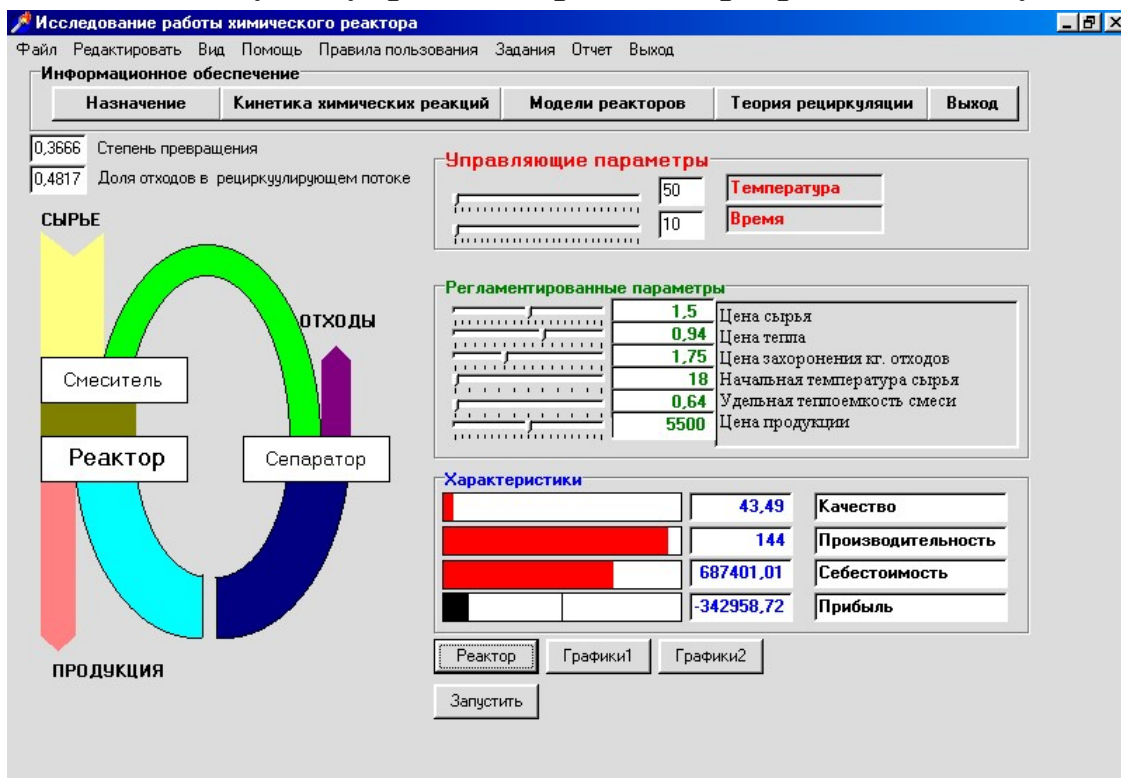 Исследование работы химического реактора
Файл Редактировать Вид Помощь Правила пользования Задания Отчет Выход
Информационное обеспечение
Назначение Кинетика химических реакций Модели реакторов Теория рециркуляции Выход
0,3666 Степень превращения
0,4817 Доля отходов в рециркулирующем потоке
Управляющие параметры
50 Температура
10 Время
СЫРЬЕ
ОТХОДЫ
Смеситель
Реактор
Сепаратор
ПРОДУКЦИЯ
Регламентированные параметры
1,5 Цена сырья
0,94 Цена тепла
1,75 Цена захоронения кг. отходов
18 Начальная температура сырья
0,64 Удельная теплоемкость смеси
5500 Цена продукции
Характеристики
43,49 Качество
144 Производительность
687401,01 Себестоимость
-342958,72 Прибыль
Реактор Графики1 Графики2
Запустить